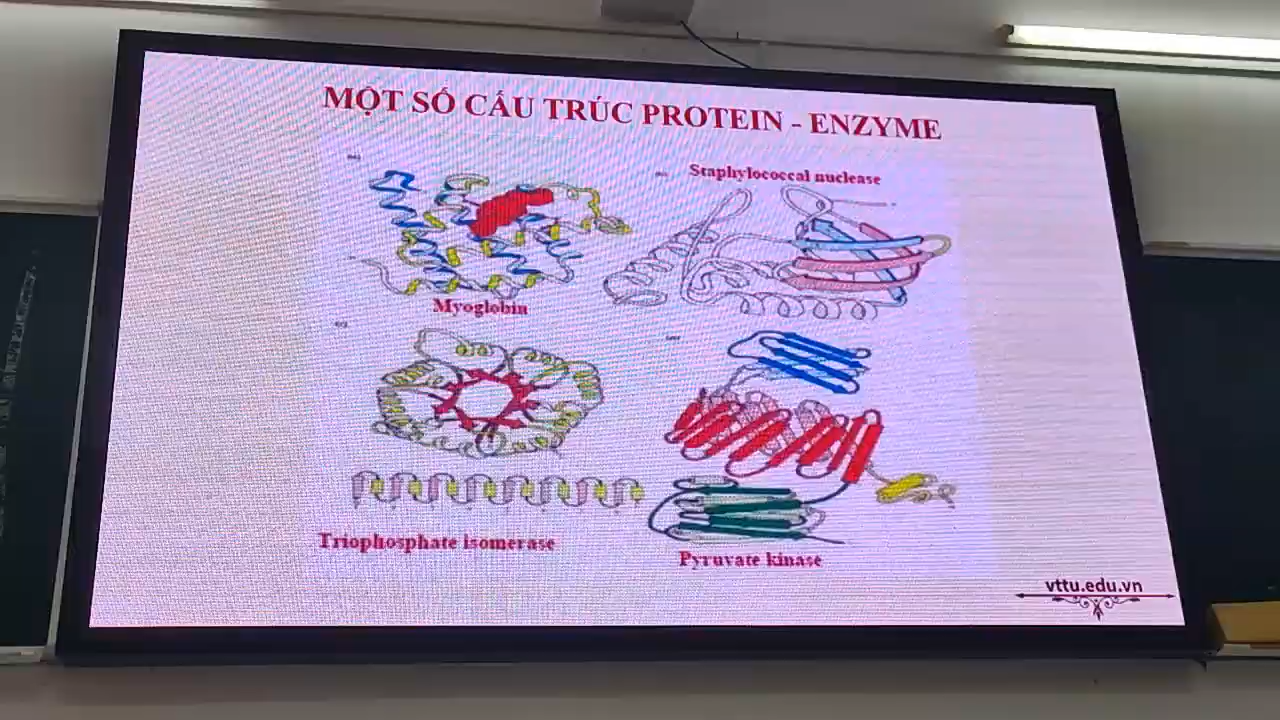 MỘT SỐ CẤU TRÚC PROTEIN - ENZYME
Staphylococcal nuclease
Myoglobin
Triophosphate isomerase
Pyruvate kinase
vttu.edu.vn